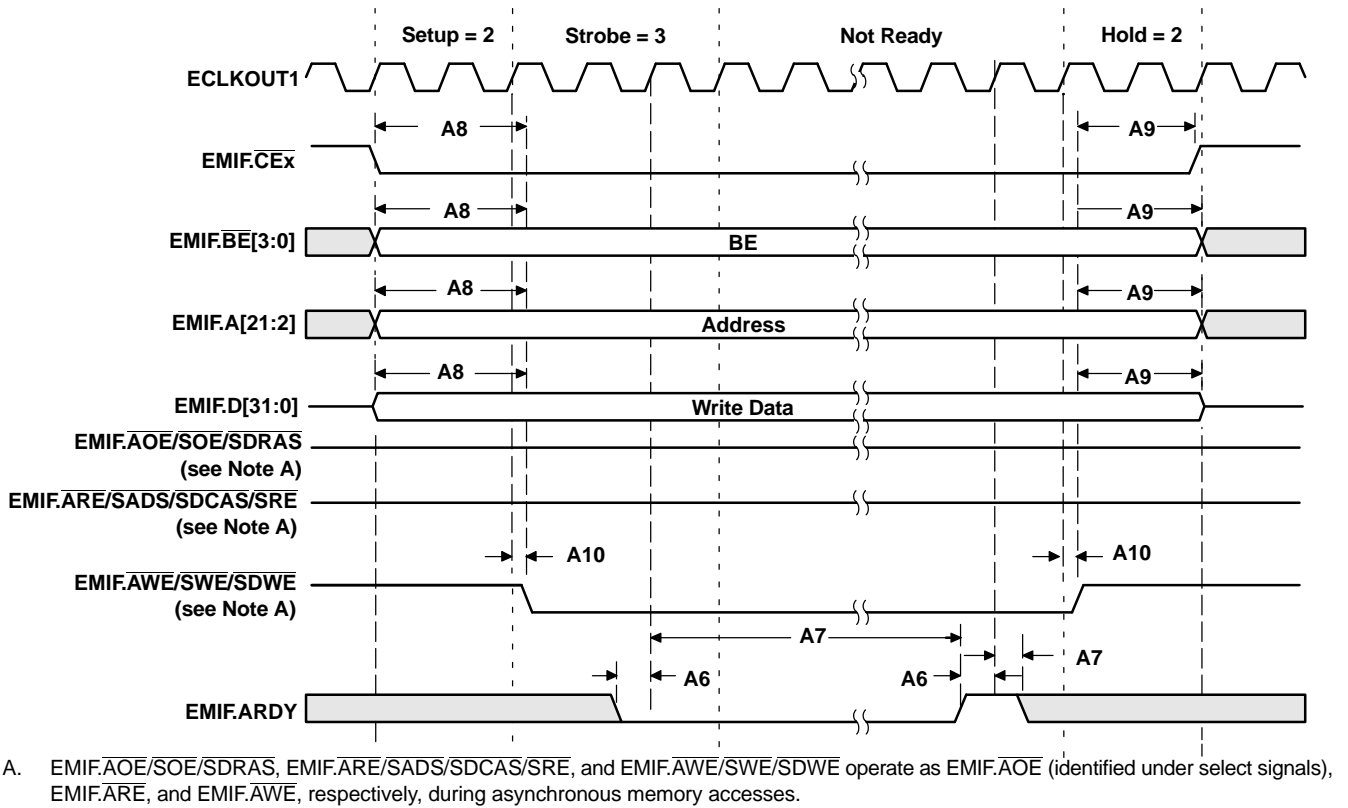 Setup = 2 Strobe = 3 Not Ready Hold = 2
ECLKOUT1
A8 A9
EMIF.CEx
A8 A9
EMIF.BE[3:0] BE
A8 A9
EMIF.A[21:2] Address
A8 A9
EMIF.D[31:0] Write Data
EMIF.AOE/SOE/SDRAS
(see Note A)
EMIF.ARE/SADS/SDCAS/SRE
(see Note A)
A10 A10
EMIF.AWE/SWE/SDWE
(see Note A)
A7
A7
A6 A6
EMIF.ARDY
A. EMIF.AOE/SOE/SDRAS, EMIF.ARE/SADS/SDCAS/SRE, and EMIF.AWE/SWE/SDWE operate as EMIF.AOE (identified under select signals),
EMIF.ARE, and EMIF.AWE, respectively, during asynchronous memory accesses.